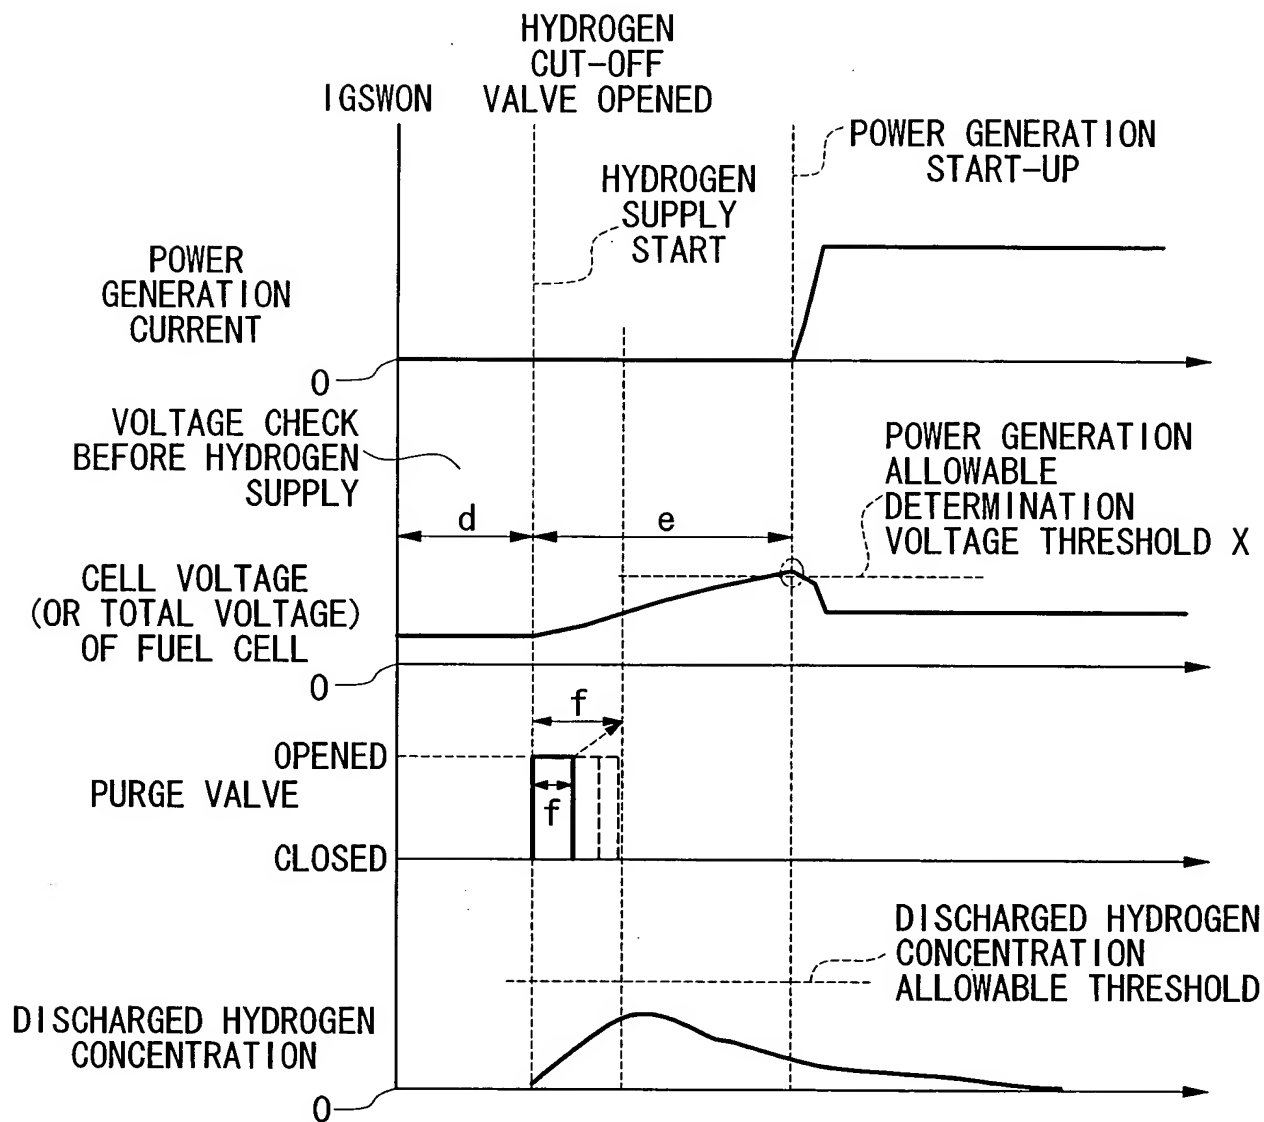 HYDROGEN
CUT-OFF
VALVE OPENED
IGSWON
POWER GENERATION
START-UP
HYDROGEN
SUPPLY
START
POWER
GENERATION
CURRENT
0
VOLTAGE CHECK
BEFORE HYDROGEN
SUPPLY
POWER GENERATION
ALLOWABLE
DETERMINATION
VOLTAGE THRESHOLD X
d
e
CELL VOLTAGE
(OR TOTAL VOLTAGE)
OF FUEL CELL
0
f
OPENED
PURGE VALVE
f
CLOSED
DISCHARGED HYDROGEN
CONCENTRATION
ALLOWABLE THRESHOLD
DISCHARGED HYDROGEN
CONCENTRATION
0